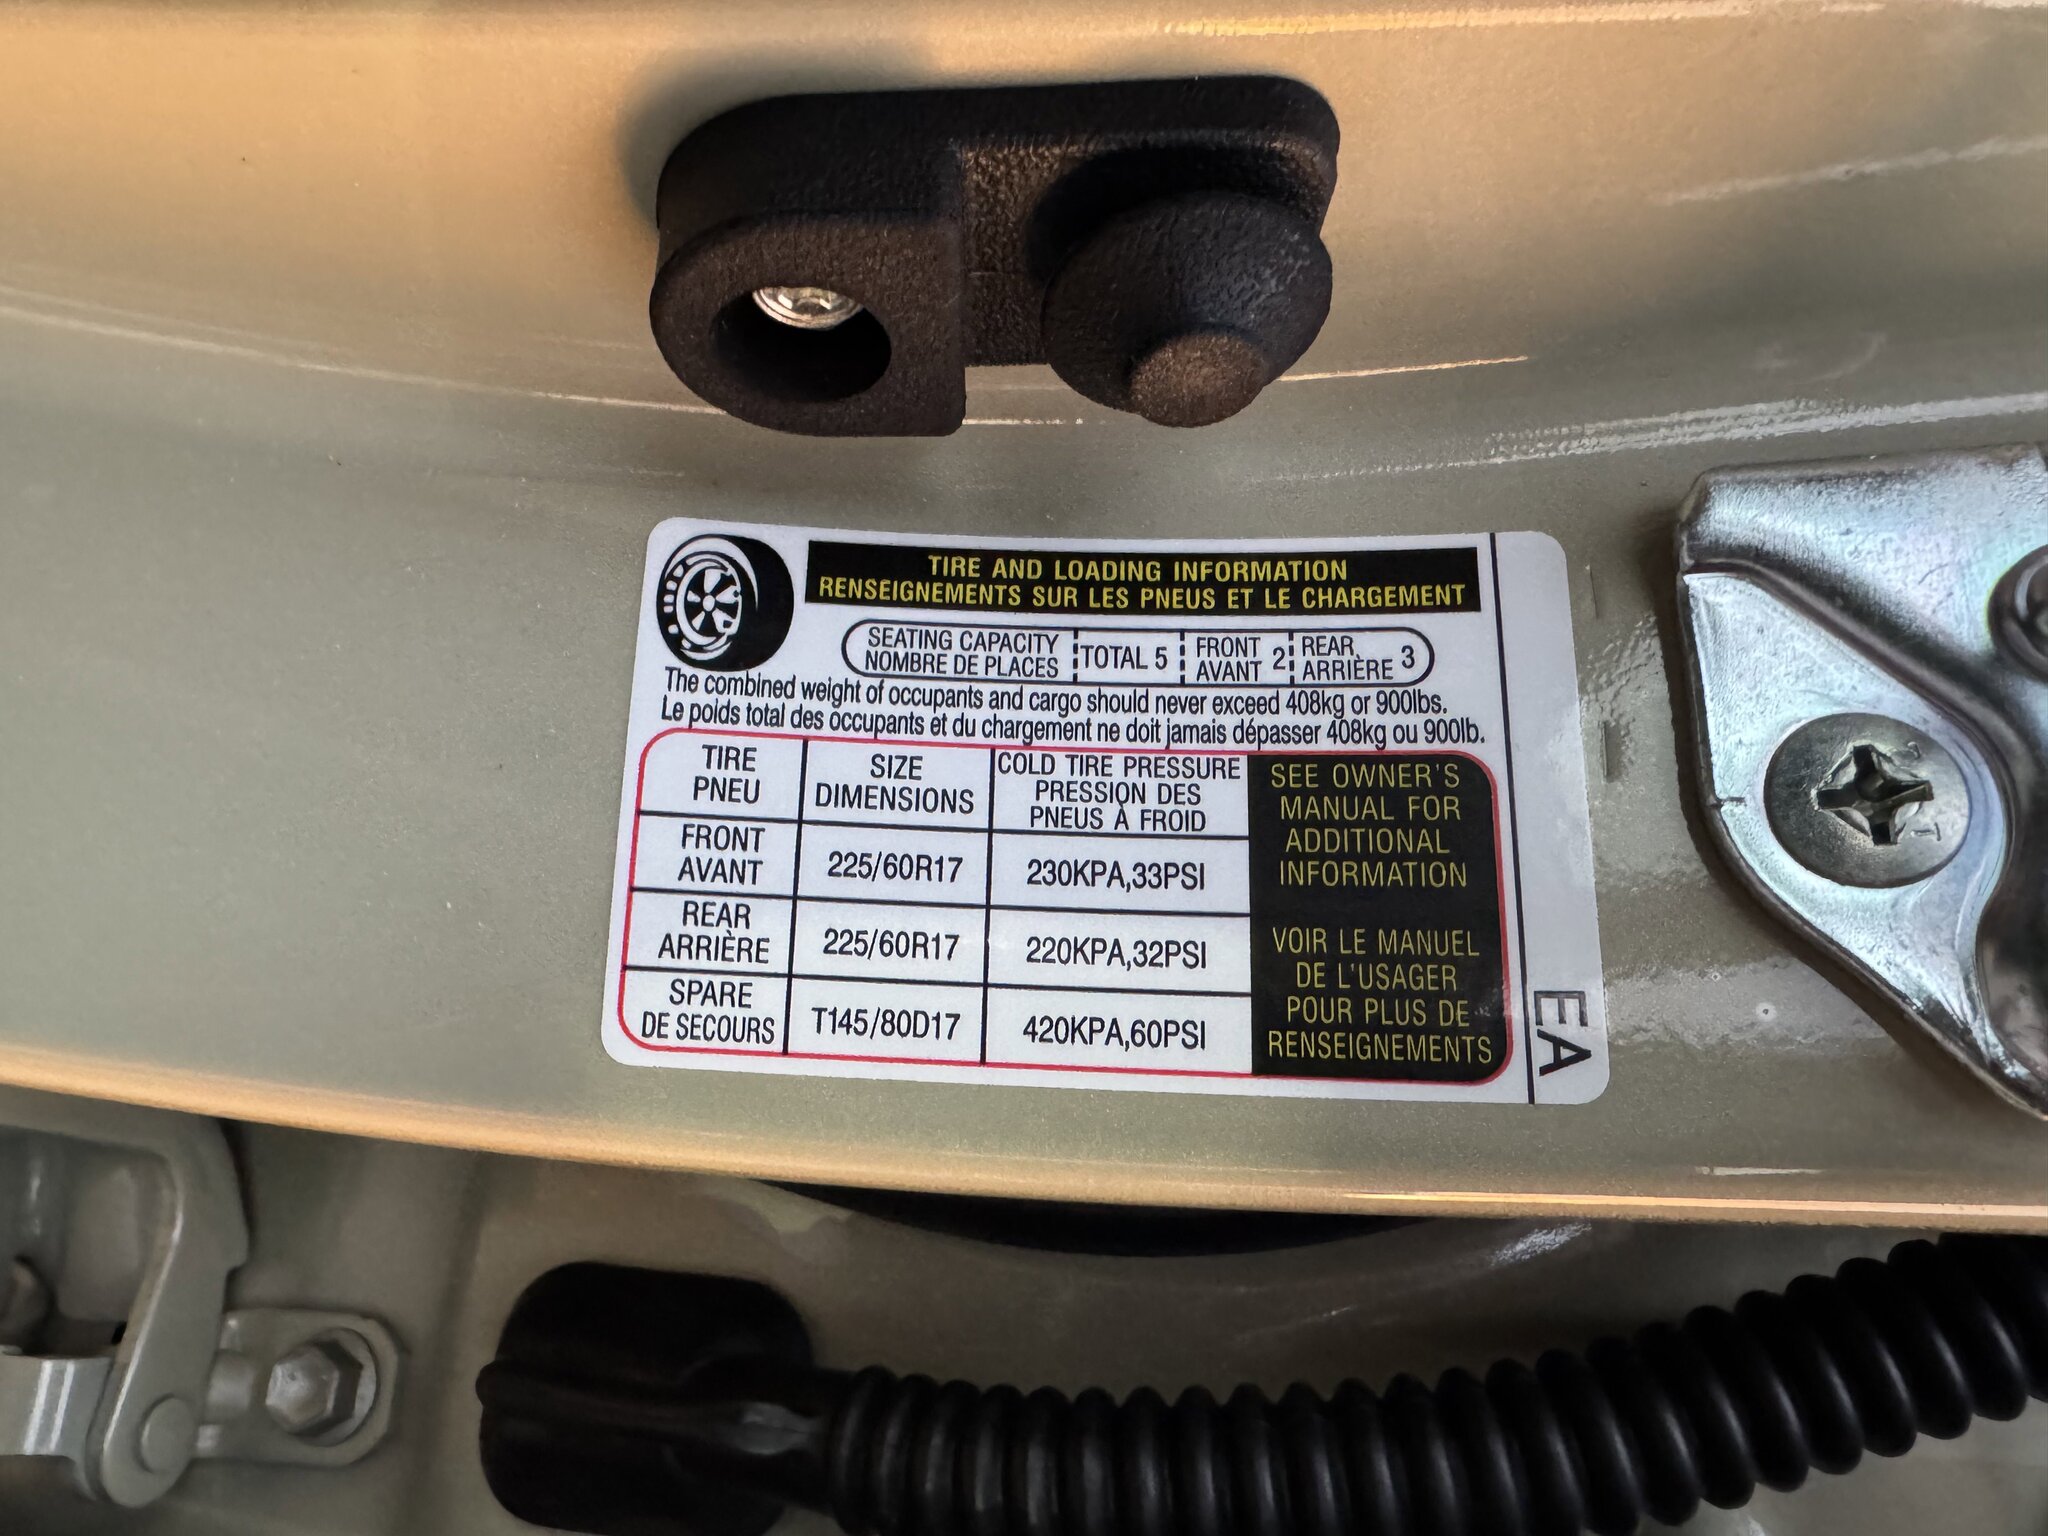 TIRE AND LOADING INFORMATION
RENSEIGNEMENTS SUR LES PNEUS ET LE CHARGEMENT
SEATING CAPACITY
NOMBRE DE PLACES
TOTAL 5
FRONT
AVANT 2
REAR
ARRIÈRE 3
The combined weight of occupants and cargo should never exceed 408kg or 900lbs.
Le poids total des occupants et du chargement ne doit jamais dépasser 408kg ou 900lb.
TIRE
PNEU
SIZE
DIMENSIONS
COLD TIRE PRESSURE
PRESSION DES
PNEUS À FROID
FRONT
AVANT
225/60R17
230KPA,33PSI
REAR
ARRIÈRE
225/60R17
220KPA,32PSI
SPARE
DE SECOURS
T145/80D17
420KPA,60PSI
SEE OWNER'S
MANUAL FOR
ADDITIONAL
INFORMATION
VOIR LE MANUEL
DE L'USAGER
POUR PLUS DE
RENSEIGNEMENTS
EA